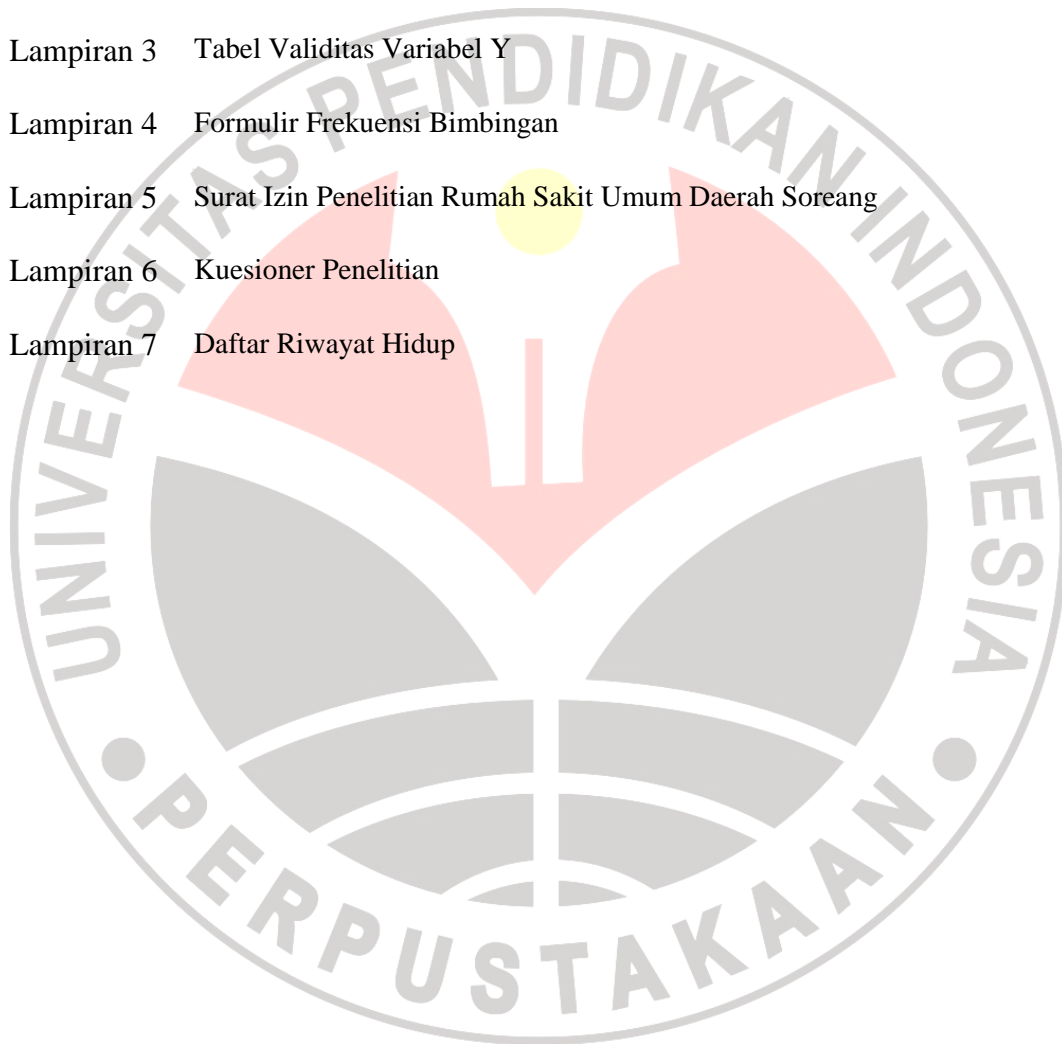 Lampiran 3 Tabel Validitas Variabel Y
Lampiran 4 Formulir Frekuensi Bimbingan
Lampiran 5 Surat Izin Penelitian Rumah Sakit Umum Daerah Soreang
Lampiran 6 Kuesioner Penelitian
Lampiran 7 Daftar Riwayat Hidup
UNIVERSITAS PENDIDIKAN INDONESIA
PERPUSTAKAAN